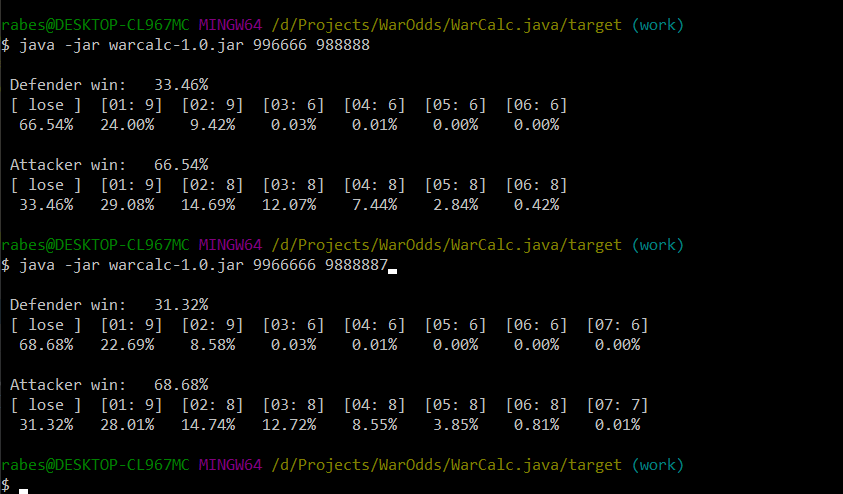 rabes@DESKTOP-CL967MC MINGW64 /d/Projects/WarOdds/WarCalc.java/target (work)
$ java -jar warcalc-1.0.jar 996666 988888
Defender win:   33.46%
[ lose ]  [01: 9]  [02: 9]  [03: 6]  [04: 6]  [05: 6]  [06: 6]
66.54%   24.00%    9.42%    0.03%    0.01%    0.00%    0.00%
Attacker win:   66.54%
[ lose ]  [01: 9]  [02: 8]  [03: 8]  [04: 8]  [05: 8]  [06: 8]
33.46%   29.08%   14.69%   12.07%    7.44%    2.84%    0.42%
rabes@DESKTOP-CL967MC MINGW64 /d/Projects/WarOdds/WarCalc.java/target (work)
$ java -jar warcalc-1.0.jar 9966666 9888887
Defender win:   31.32%
[ lose ]  [01: 9]  [02: 9]  [03: 6]  [04: 6]  [05: 6]  [06: 6]  [07: 6]
68.68%   22.69%    8.58%    0.03%    0.01%    0.00%    0.00%    0.00%
Attacker win:   68.68%
[ lose ]  [01: 9]  [02: 8]  [03: 8]  [04: 8]  [05: 8]  [06: 8]  [07: 7]
31.32%   28.01%   14.74%   12.72%    8.55%    3.85%    0.81%    0.01%
rabes@DESKTOP-CL967MC MINGW64 /d/Projects/WarOdds/WarCalc.java/target (work)
$